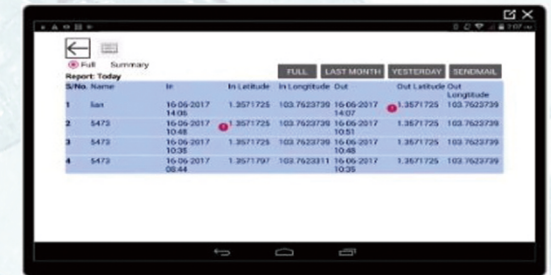 7:07 AM
Full Summary
FULL LAST MONTH YESTERDAY SENDMAIL
Report: Today
S/No. Name In In Latitude In Longtitude Out Out Latitude Out Longtitude
1 lian 16-06-2017 14:06 1.3571725 103.7623739 16-06-2017 14:07 1.3571725 103.7623739
2 5473 16-06-2017 10:48 1.3571725 103.7623739 16-06-2017 10:51 1.3571725 103.7623739
3 5473 16-06-2017 10:35 1.3571725 103.7623739 16-06-2017 10:48 1.3571725 103.7623739
4 5473 16-06-2017 08:44 1.3571797 103.7623311 16-06-2017 10:35 1.3571725 103.7623739